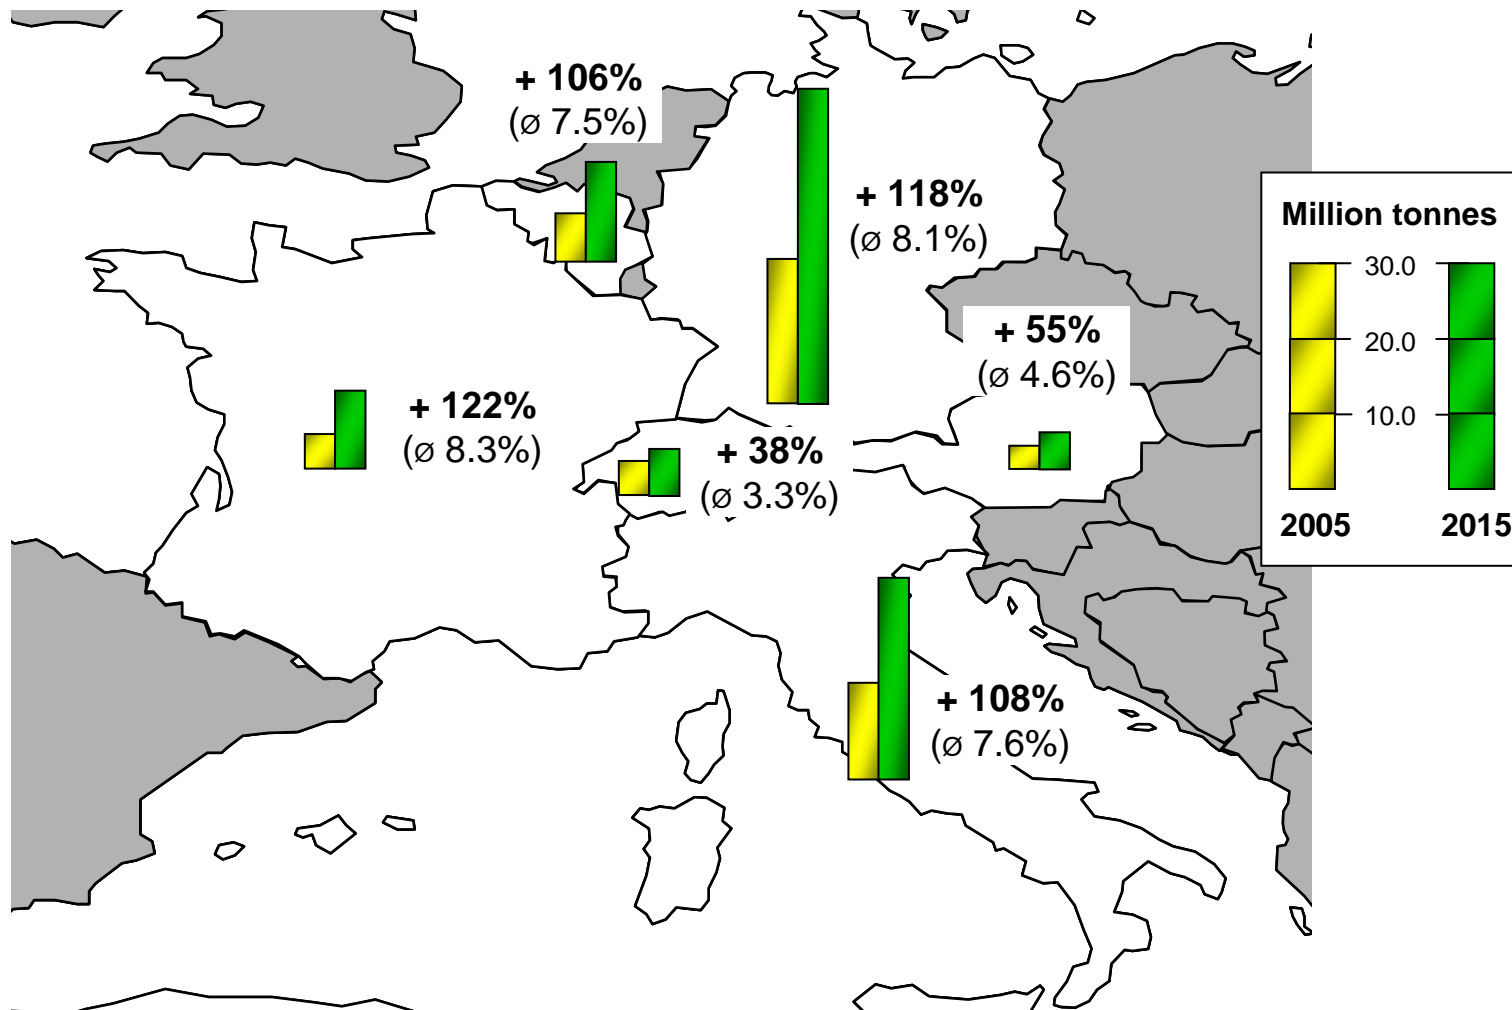 + 106%
(ø 7.5%)
+ 118%
(ø 8.1%)
Million tonnes
30.0
20.0
10.0
2005
2015
+ 55%
(ø 4.6%)
+ 122%
(ø 8.3%)
+ 38%
(ø 3.3%)
+ 108%
(ø 7.6%)